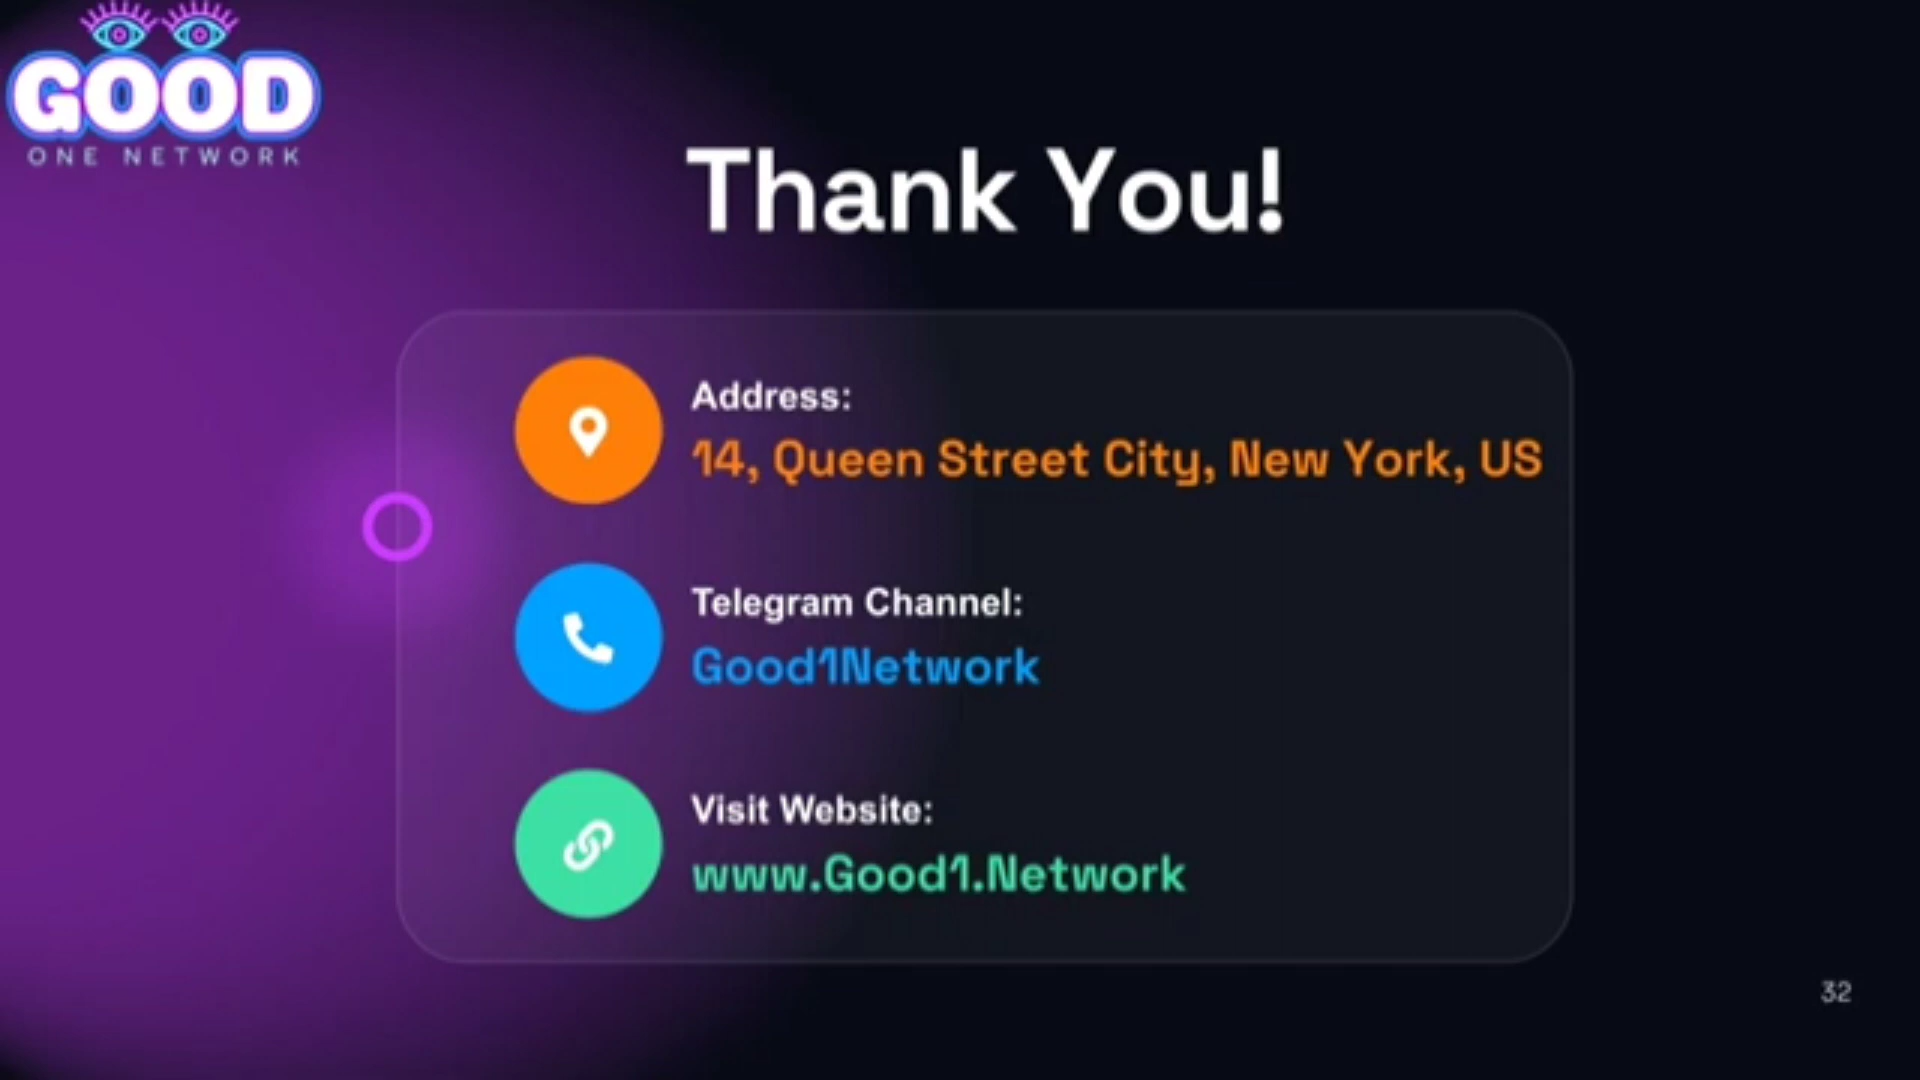 GOOD
ONE NETWORK
Thank You!
Address:
14, Queen Street City, New York, US
Telegram Channel:
Good1Network
Visit Website:
www.Good1.Network
32